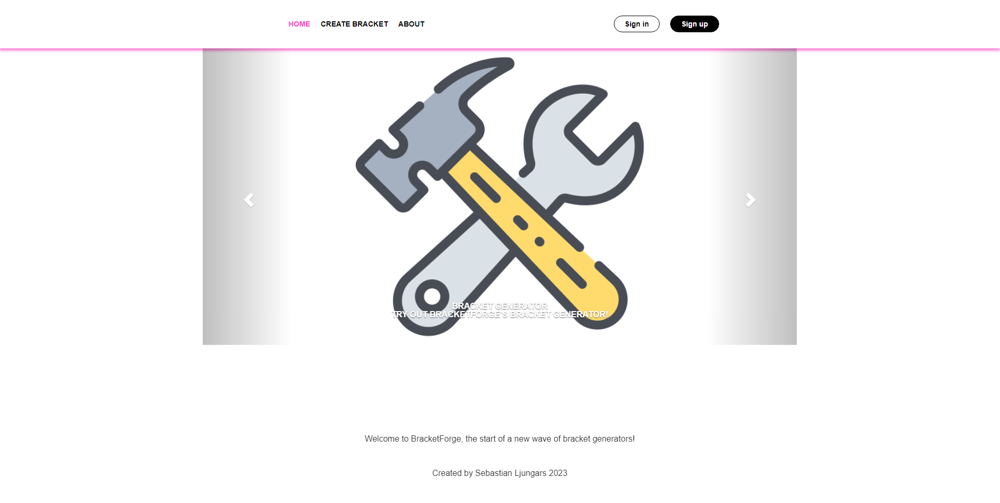 HOME CREATE BRACKET ABOUT Sign in Sign up
BRACKET GENERATOR
TRY OUT BRACKETFORGE'S BRACKET GENERATOR!
Welcome to BracketForge, the start of a new wave of bracket generators!
Created by Sebastian Ljungars 2023